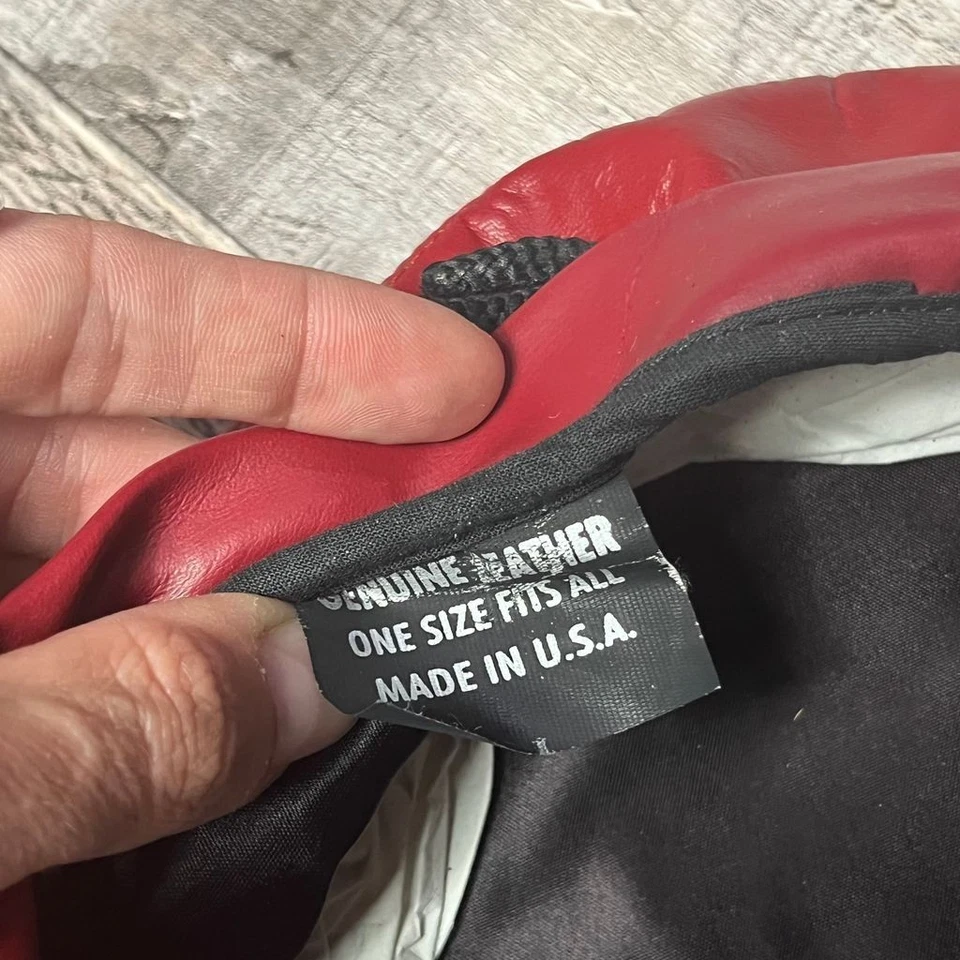 GENUINE LEATHER
ONE SIZE FITS ALL
MADE IN U.S.A.